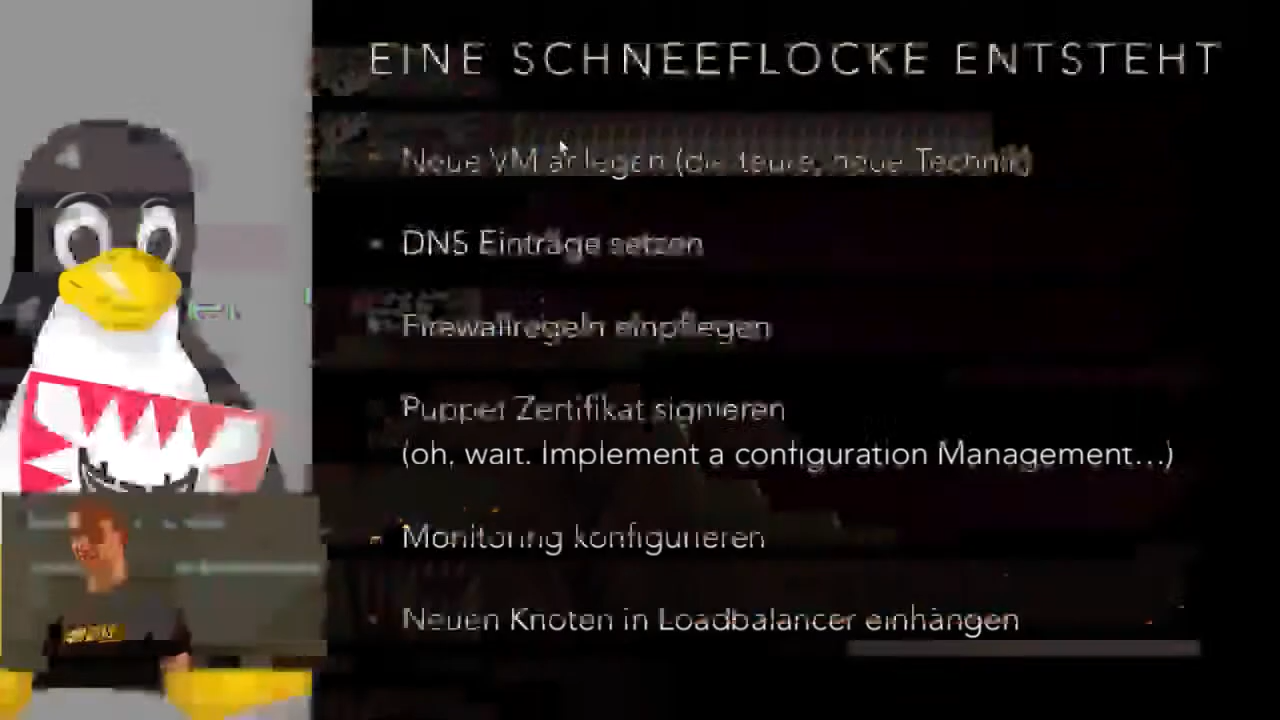 EINE SCHNEEFLOCKE ENTSTEHT
Neue VM anlegen (die teure, neue Technik)
DNS Einträge setzen
Firewallregeln einpflegen
Puppet Zertifikat signieren
(oh, wait. Implement a configuration Management...)
Monitoring konfigurieren
Neuen Knoten in Loadbalancer einhängen